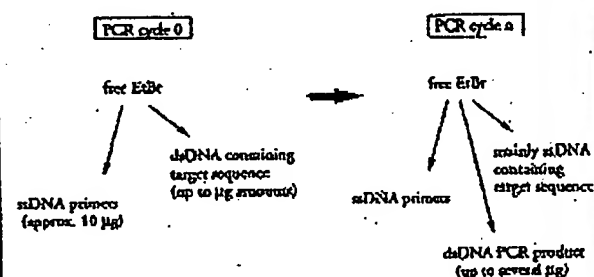 PCR cycle 0
free EtBr
ssDNA primers
(approx. 10 µg)
dsDNA containing
target sequence
(up to µg amounts)
PCR cycle n
free EtBr
ssDNA primers
mainly ssDNA
containing
target sequence
dsDNA PCR product
(up to several µg)